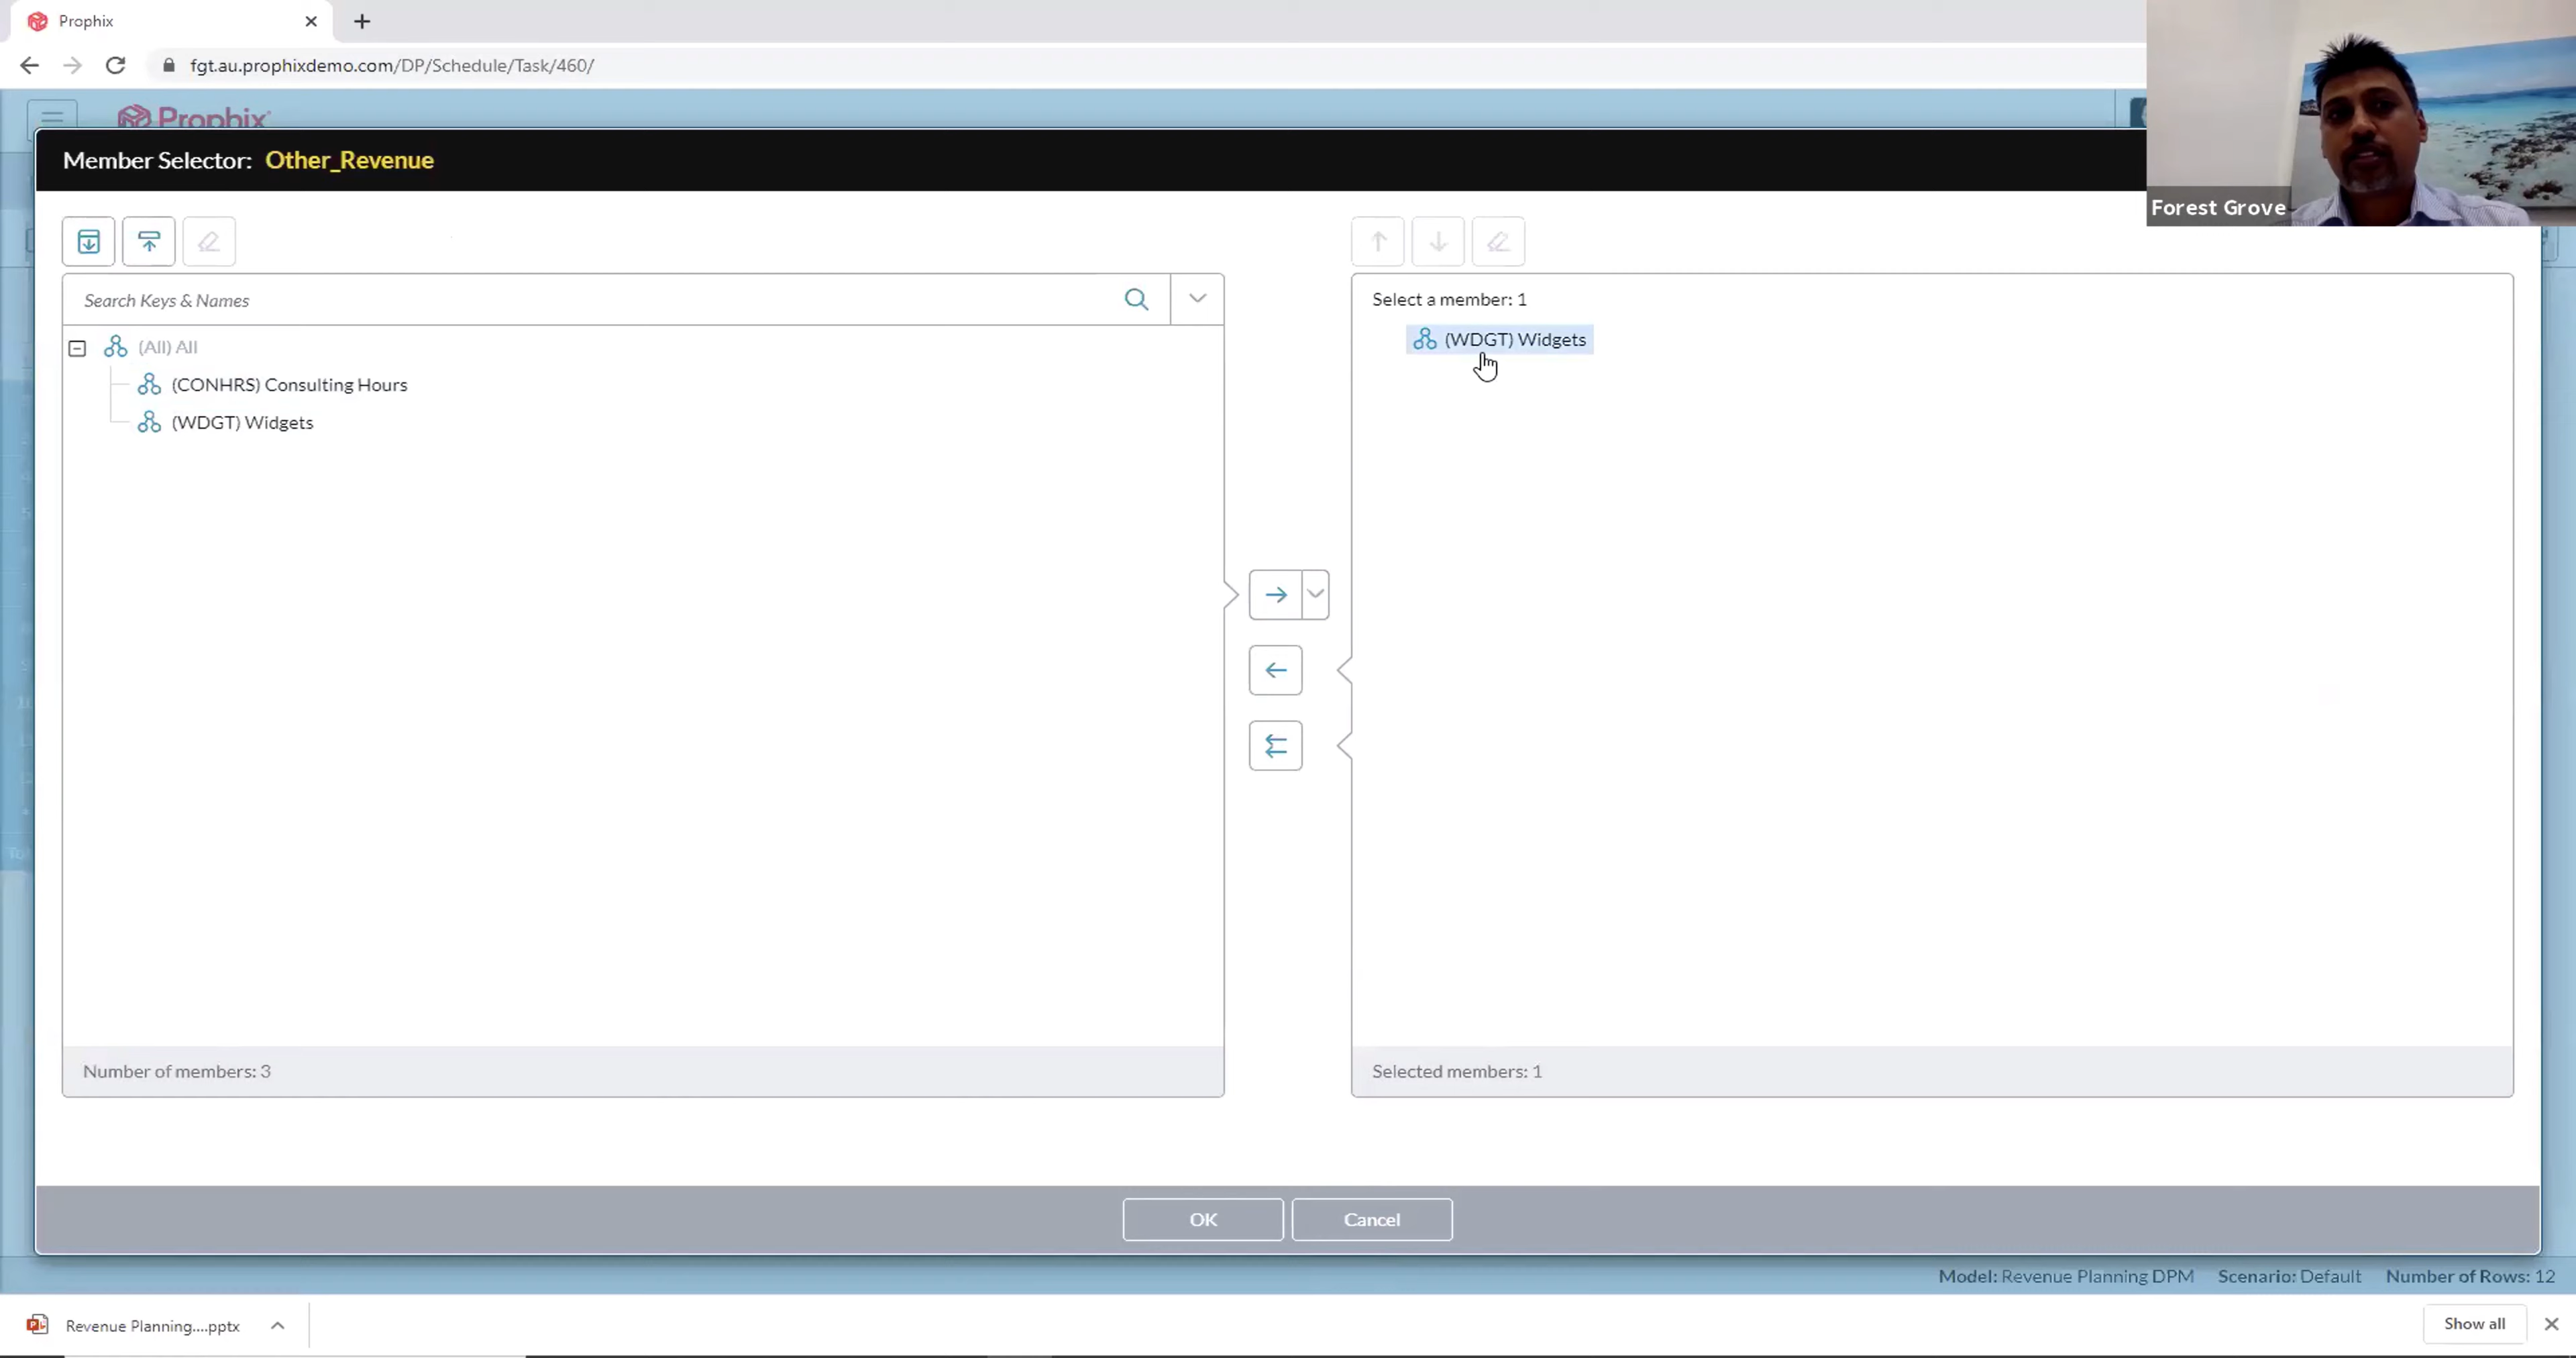 Prophix
fgt.au.prophixdemo.com/DP/Schedule/Task/460/
Prophix
Member Selector: Other_Revenue
Forest Grove
Search Keys & Names
(All) All
(CONHRS) Consulting Hours
(WDGT) Widgets
Number of members: 3
Select a member: 1
(WDGT) Widgets
Selected members: 1
OK
Cancel
Model: Revenue Planning DPM Scenario: Default Number of Rows: 12
Revenue Planning....pptx
Show all